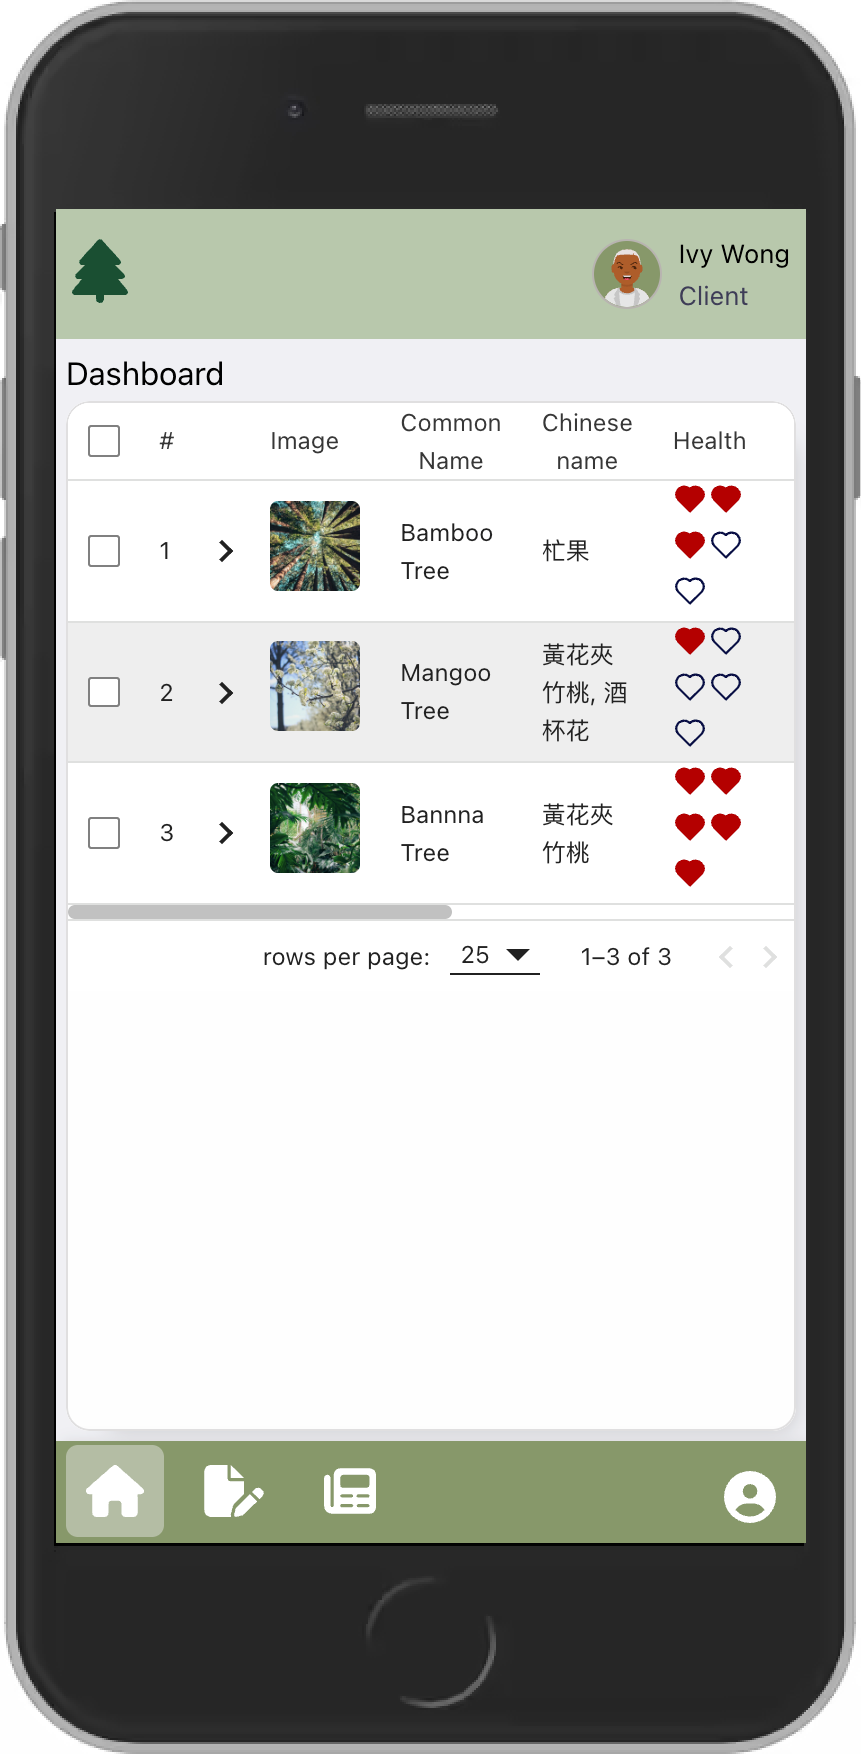 Ivy Wong
Client
Dashboard
#
Image
Common
Name
Chinese
name
Health
1
Bamboo
Tree
杧果
2
Mangoo
Tree
黃花夾
竹桃, 酒
杯花
3
Bannna
Tree
黃花夾
竹桃
rows per page: 25 1–3 of 3